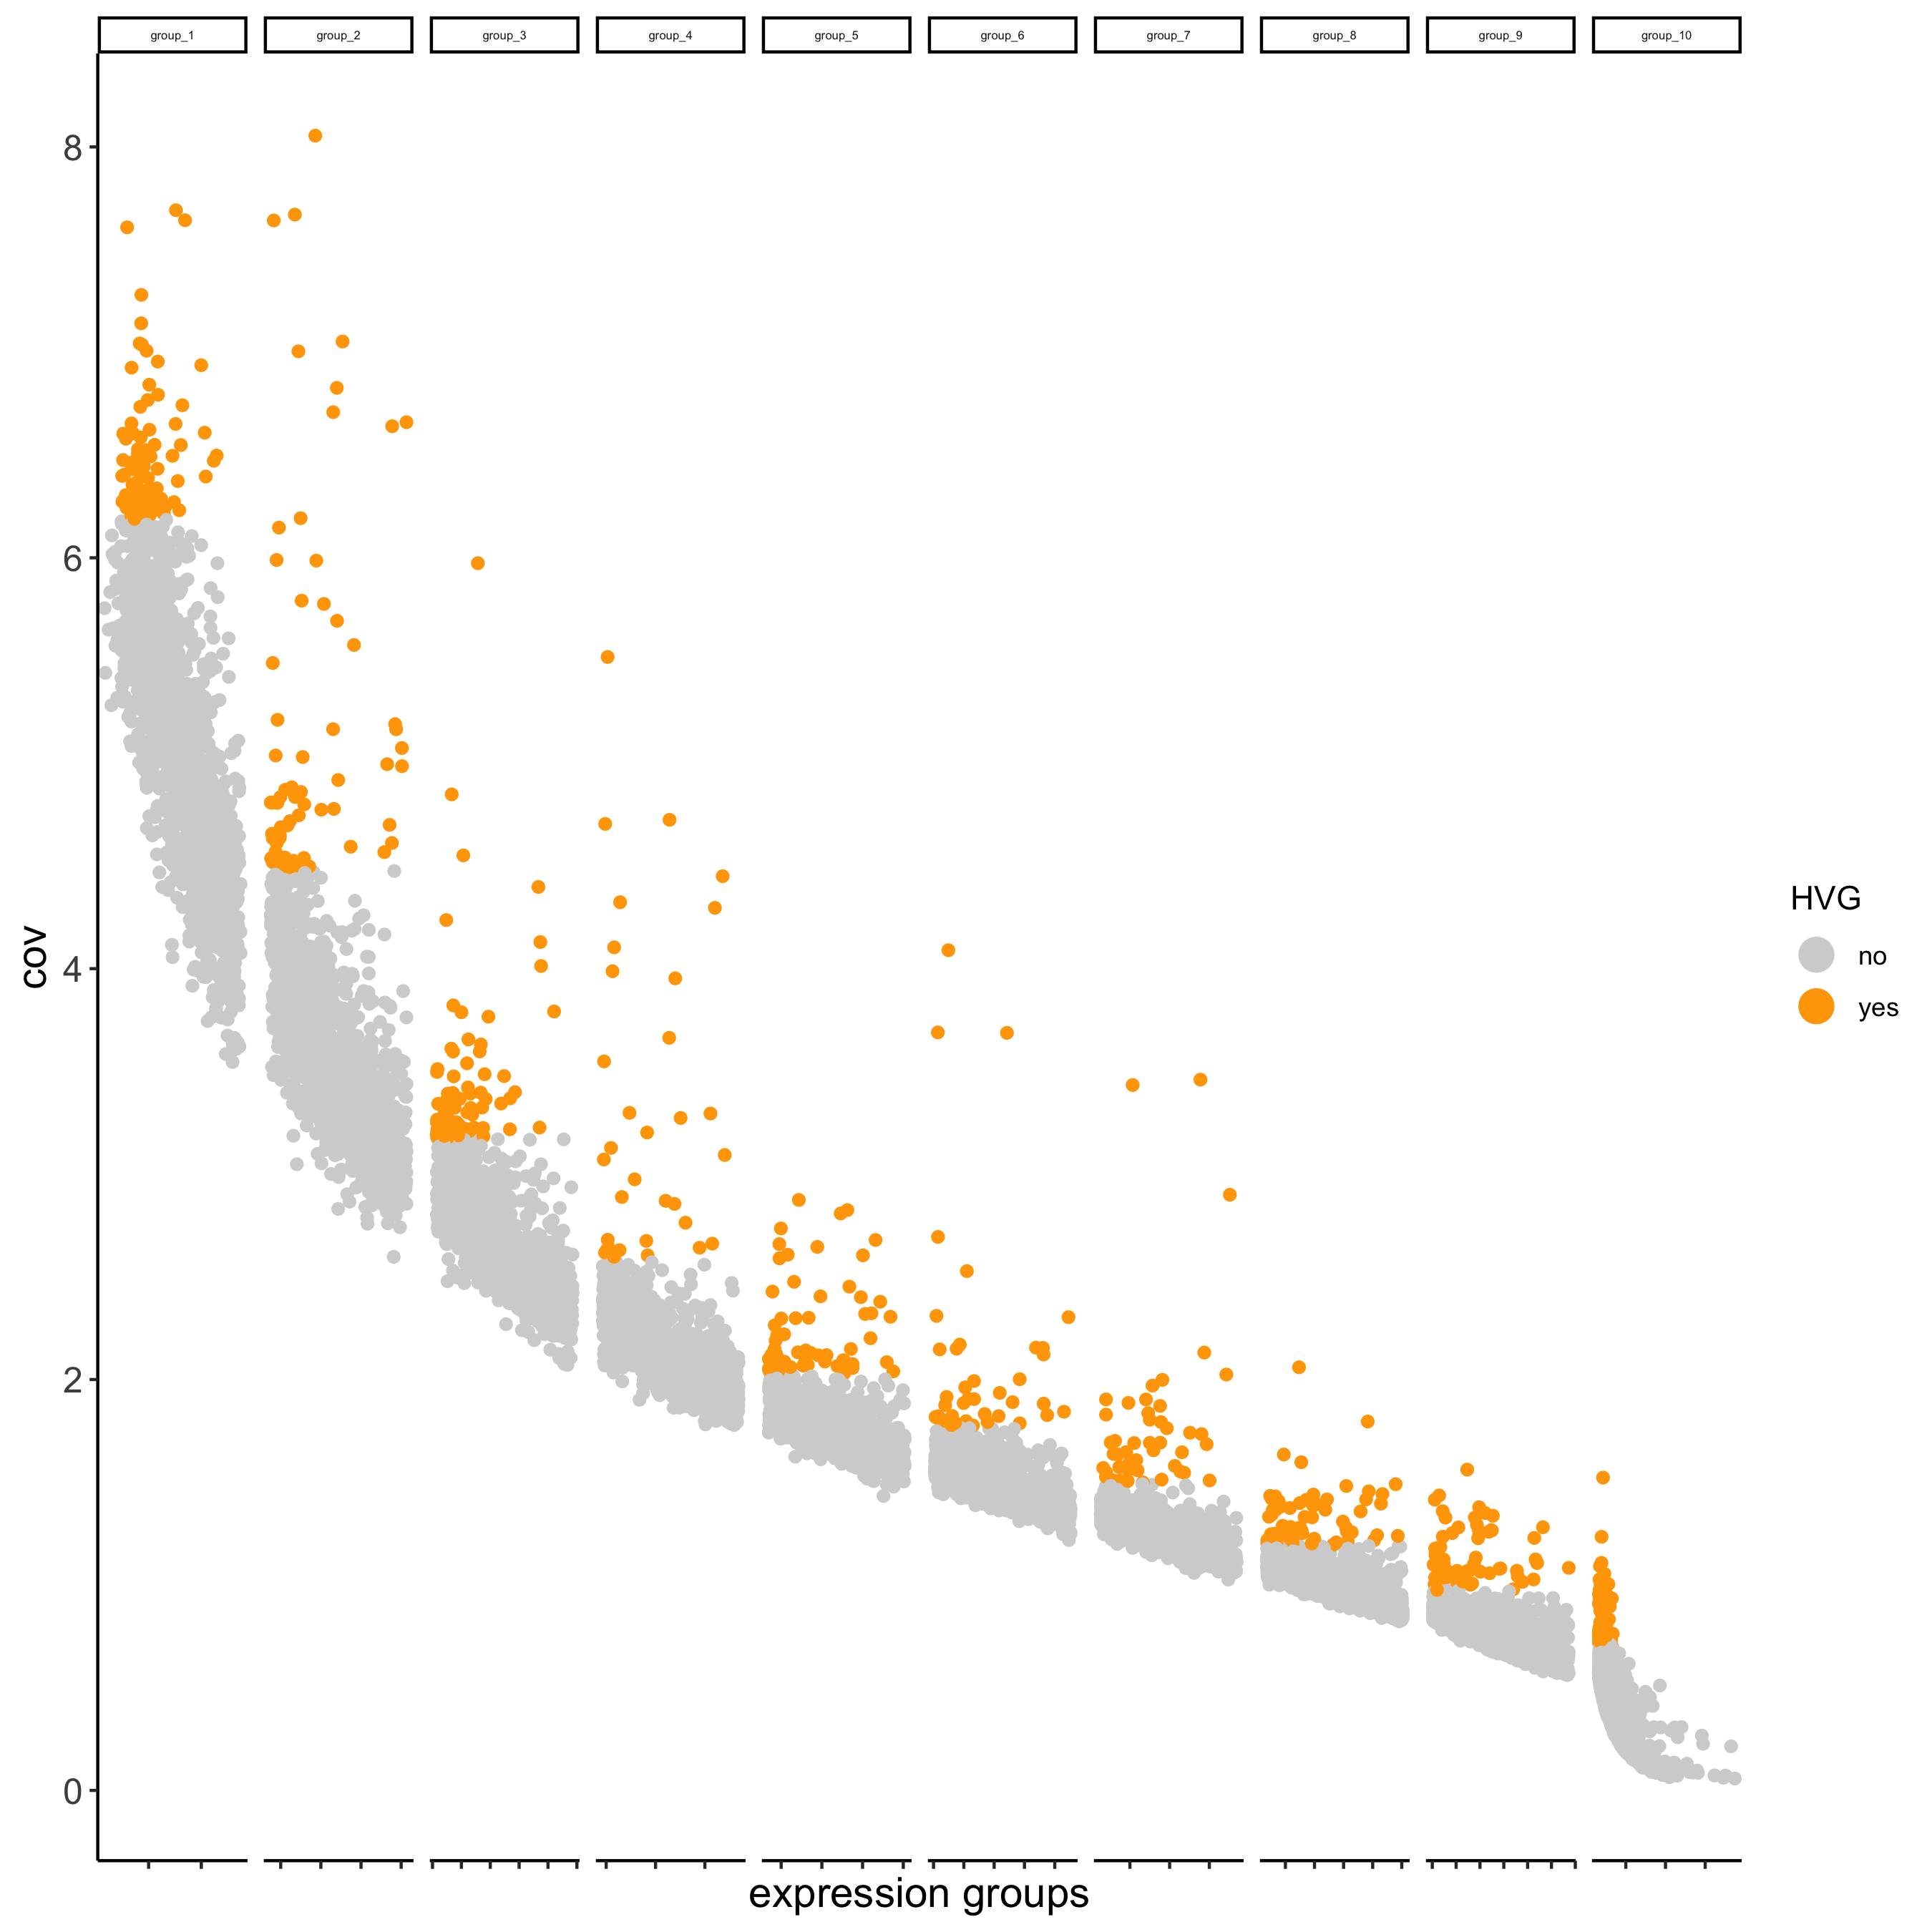 group_1 group_2 group_3 group_4 group_5 group_6 group_7 group_8 group_9 group_10
8
6
4
2
0
cov
expression groups
HVG
no
yes